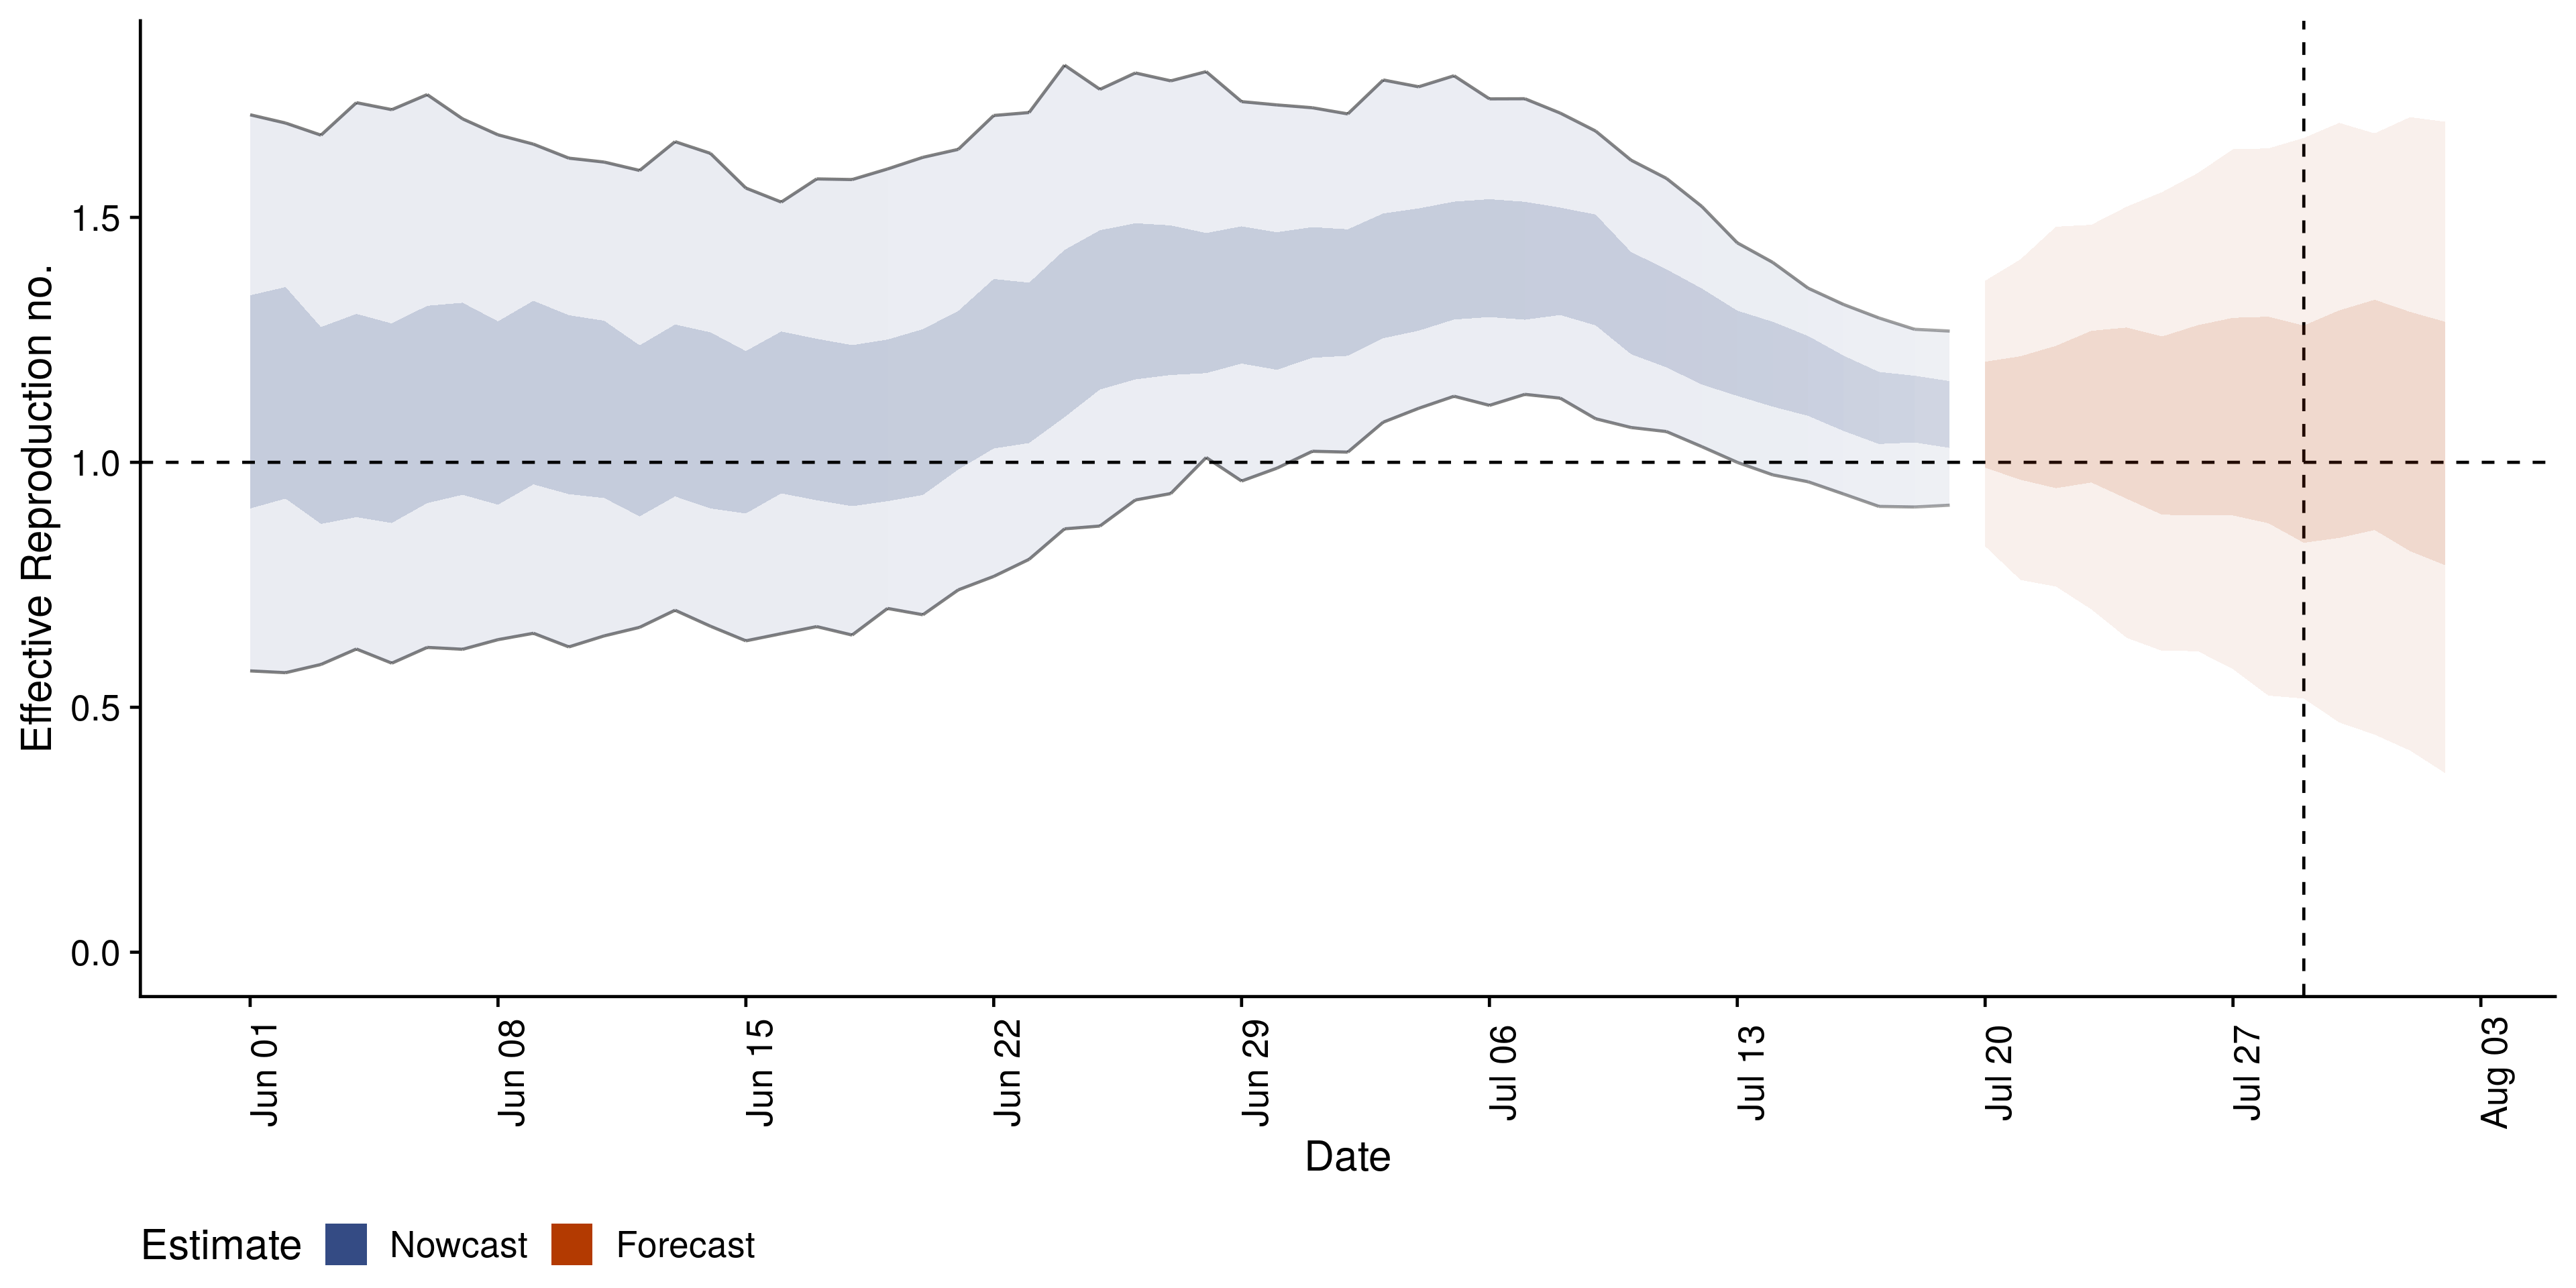 Effective Reproduction no.
1.5
1.0
0.5
0.0
Jun 01
Jun 08
Jun 15
Jun 22
Jun 29
Jul 06
Jul 13
Jul 20
Jul 27
Aug 03
Date
Estimate Nowcast Forecast